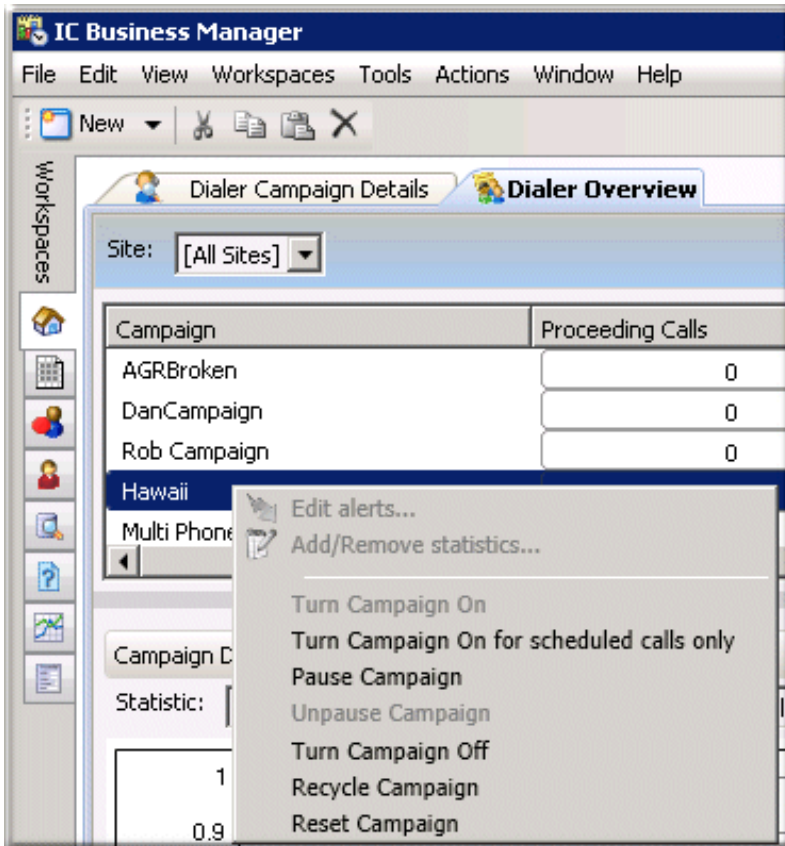 IC Business Manager
File Edit View Workspaces Tools Actions Window Help
New
Workspaces
Dialer Campaign Details Dialer Overview
Site: [All Sites]
Campaign Proceeding Calls
AGRBroken 0
DanCampaign 0
Rob Campaign 0
Hawaii
Multi Phone
Edit alerts...
Add/Remove statistics...
Turn Campaign On
Turn Campaign On for scheduled calls only
Pause Campaign
Unpause Campaign
Turn Campaign Off
Recycle Campaign
Reset Campaign
Campaign D
Statistic:
1
0.9